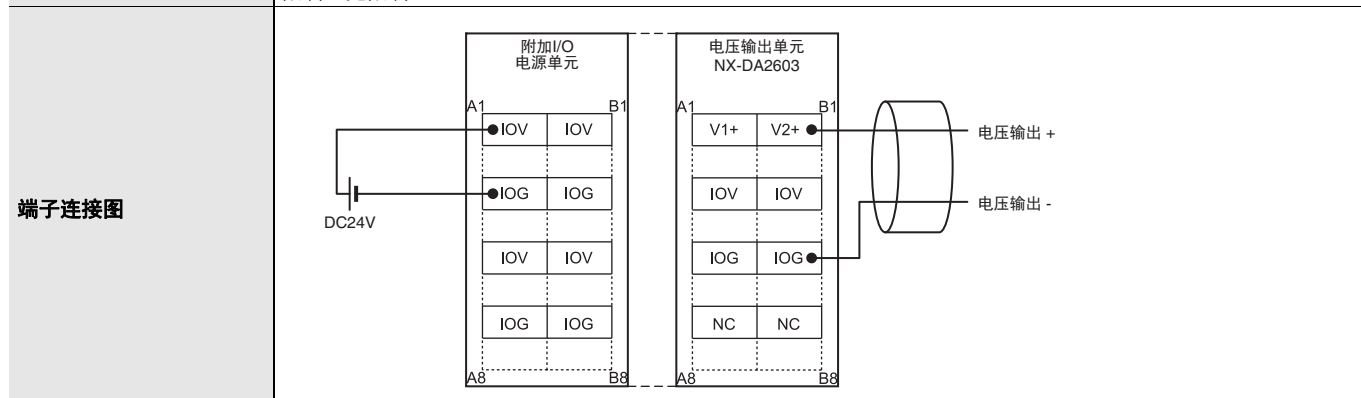 端子连接图
附加I/O
电源单元
A1 B1
IOV IOV
IOG IOG
IOV IOV
IOG IOG
A8 B8
DC24V
电压输出单元
NX-DA2603
A1 B1
V1+ V2+
IOV IOV
IOG IOG
NC NC
A8 B8
电压输出 +
电压输出 -